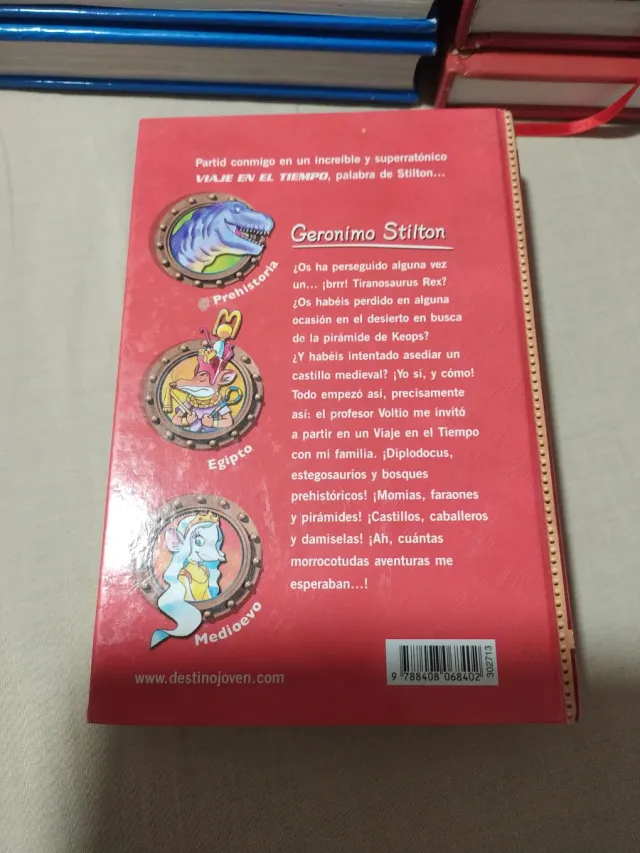 Partid conmigo en un increíble y superratónico
VIAJE EN EL TIEMPO, palabra de Stilton...
Prehistoria
Egipto
Medioevo
Geronimo Stilton
¿Os ha perseguido alguna vez
un... ¡brrr! Tiranosaurus Rex?
¿Os habéis perdido en alguna
ocasión en el desierto en busca
de la pirámide de Keops?
¿Y habéis intentado asediar un
castillo medieval? ¡Yo sí, y cómo!
Todo empezó así, precisamente
así: el profesor Voltio me invitó
a partir en un Viaje en el Tiempo
con mi familia. ¡Diplodocus,
estegosaurios y bosques
prehistóricos! ¡Momias, faraones
y pirámides! ¡Castillos, caballeros
y damiselas! ¡Ah, cuántas
morrocotudas aventuras me
esperaban...!
www.destinojoven.com
9 788408 068402
302713